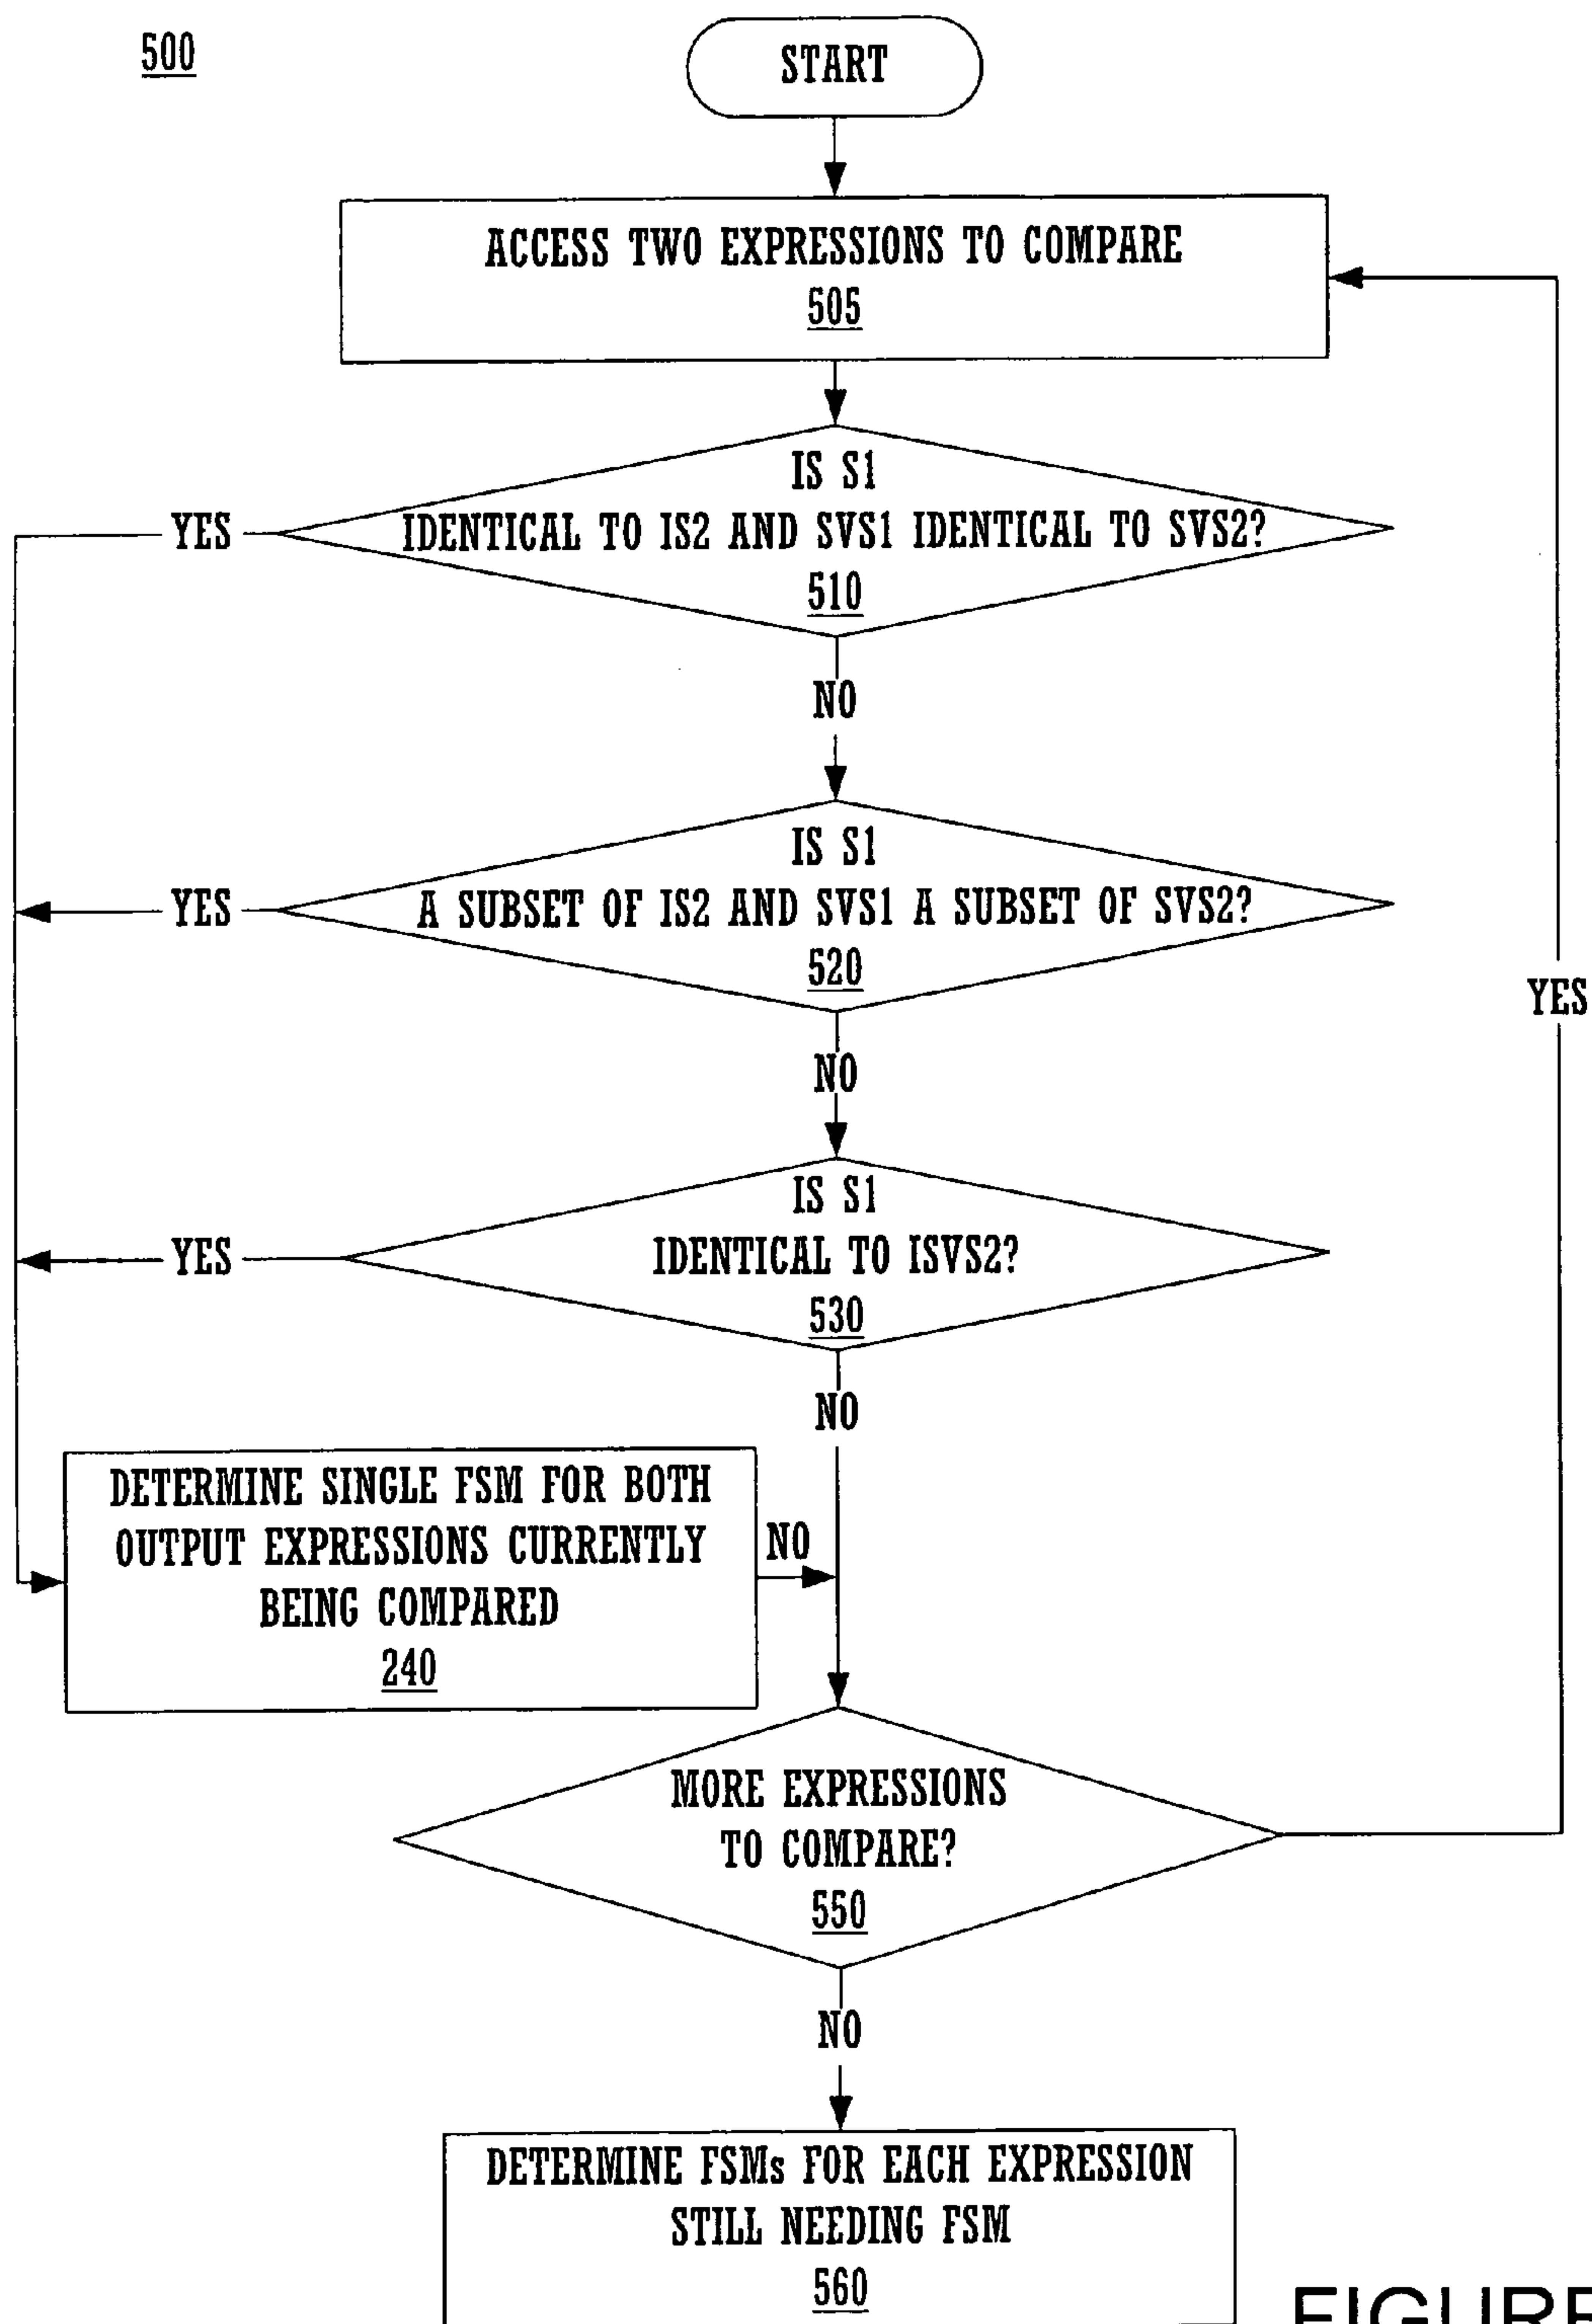 500
START
ACCESS TWO EXPRESSIONS TO COMPARE
505
IS S1
IDENTICAL TO IS2 AND SVS1 IDENTICAL TO SVS2?
510
YES
NO
IS S1
A SUBSET OF IS2 AND SVS1 A SUBSET OF SVS2?
520
YES
YES
NO
IS S1
IDENTICAL TO ISVS2?
530
YES
NO
DETERMINE SINGLE FSM FOR BOTH
OUTPUT EXPRESSIONS CURRENTLY
BEING COMPARED
240
NO
MORE EXPRESSIONS
TO COMPARE?
550
NO
DETERMINE FSMs FOR EACH EXPRESSION
STILL NEEDING FSM
560
FIGURE